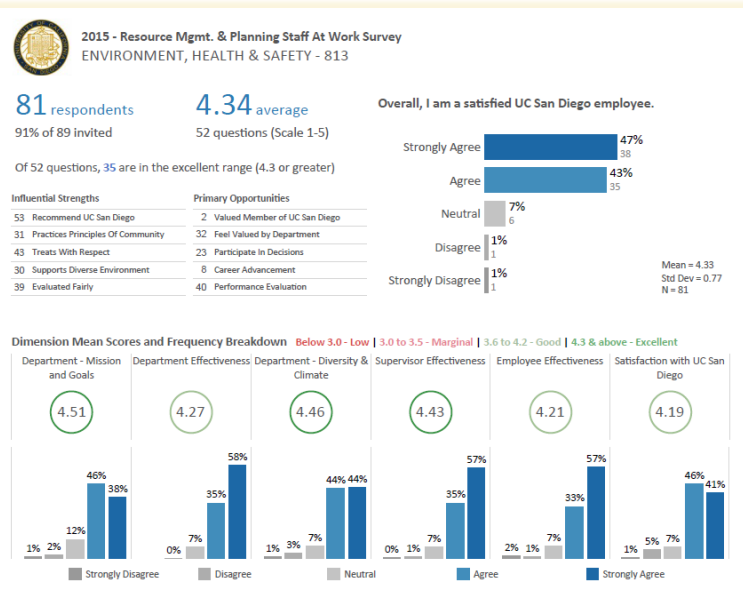 2015 - Resource Mgmt. & Planning Staff At Work Survey
ENVIRONMENT, HEALTH & SAFETY - 813
81 respondents
4.34 average
91% of 89 invited
52 questions (Scale 1-5)
Of 52 questions, 35 are in the excellent range (4.3 or greater)
Influential Strengths
53 Recommend UC San Diego
31 Practices Principles Of Community
43 Treats With Respect
30 Supports Diverse Environment
39 Evaluated Fairly
Primary Opportunities
2 Valued Member of UC San Diego
32 Feel Valued by Department
23 Participate In Decisions
8 Career Advancement
40 Performance Evaluation
Overall, I am a satisfied UC San Diego employee.
Strongly Agree 47%
38
Agree 43%
35
Neutral 7%
6
Disagree 1%
1
Strongly Disagree 1%
1
Mean = 4.33
Std Dev = 0.77
N = 81
Dimension Mean Scores and Frequency Breakdown Below 3.0 - Low | 3.0 to 3.5 - Marginal | 3.6 to 4.2 - Good | 4.3 & above - Excellent
Department - Mission
and Goals
4.51
1% 2% 12% 46% 38%
Department Effectiveness
4.27
0% 7% 35% 58%
Department - Diversity &
Climate
4.46
1% 3% 7% 44% 44%
Supervisor Effectiveness
4.43
0% 1% 7% 35% 57%
Employee Effectiveness
4.21
2% 1% 7% 33% 57%
Satisfaction with UC San
Diego
4.19
1% 5% 7% 46% 41%
Strongly Disagree Disagree Neutral Agree Strongly Agree